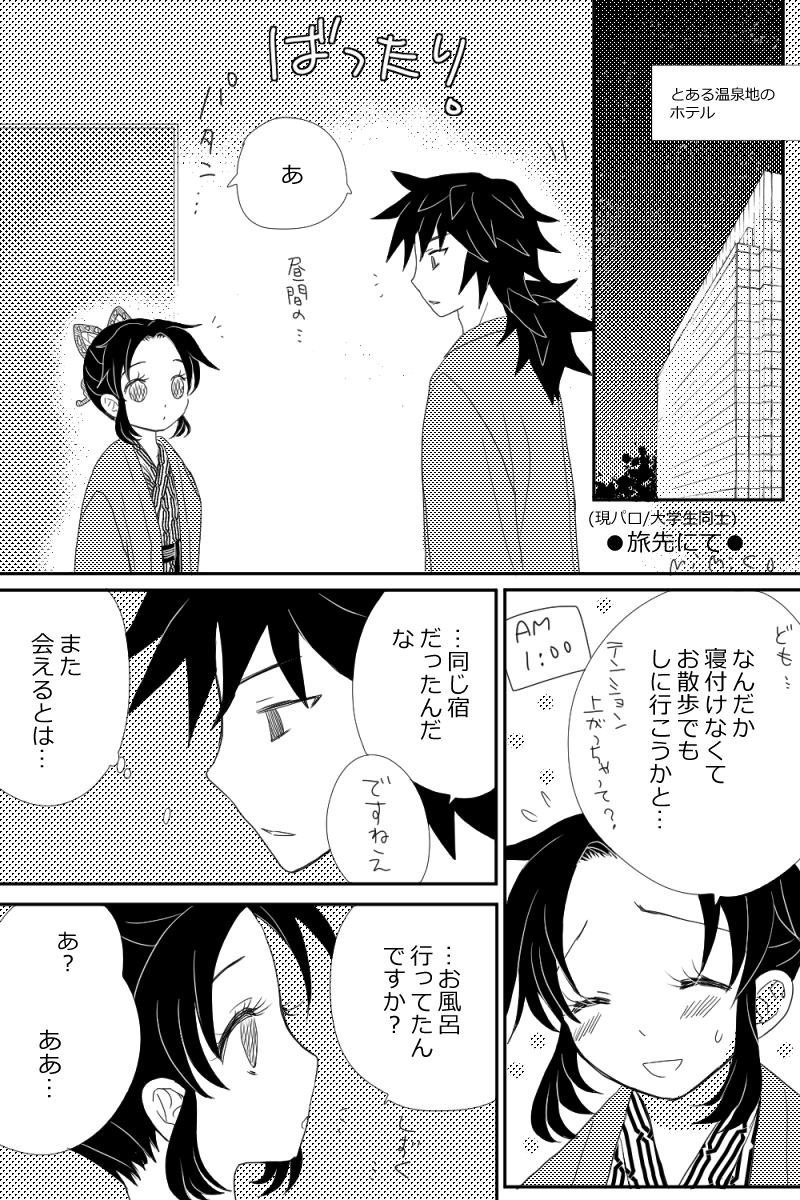 とある温泉地の
ホテル
(現パロ/大学生同士)
●旅先にて●
ばったり。
パタン…
あ
昼間の…
AM
1:00
ども…
なんだか
寝付けなくて
お散歩でも
しに行こうかと…
テンション
上がっちゃって?
…同じ宿
だったんだ
な
ですねえ
また
会えるとは…
…お風呂
行ってたん
ですか?
あ?
ああ…